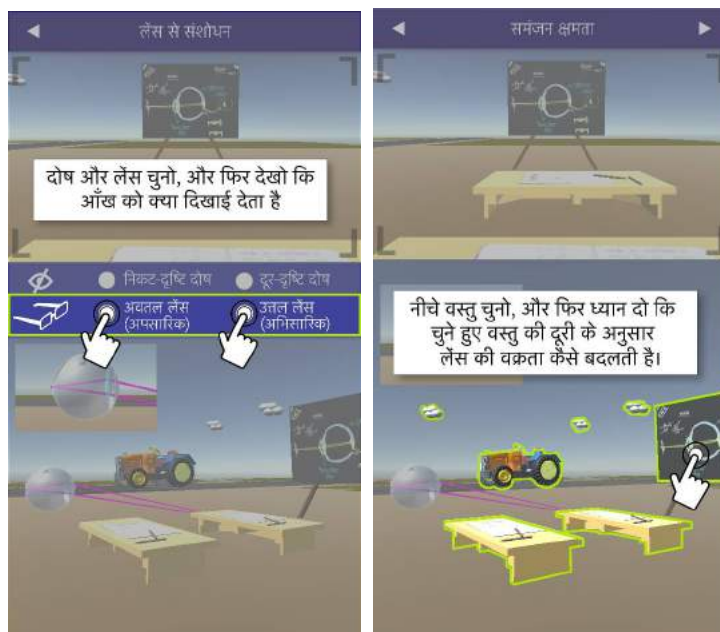 लेंस से संशोधन
दोष और लेंस चुनो, और फिर देखो कि
आँख को क्या दिखाई देता है
निकट-दृष्टि दोष
दूर-दृष्टि दोष
अवतल लेंस
(अपसारिक)
उत्तल लेंस
(अभिसारिक)
समंजन क्षमता
नीचे वस्तु चुनो, और फिर ध्यान दो कि
चुने हुए वस्तु की दूरी के अनुसार
लेंस की वक्रता कैसे बदलती है।